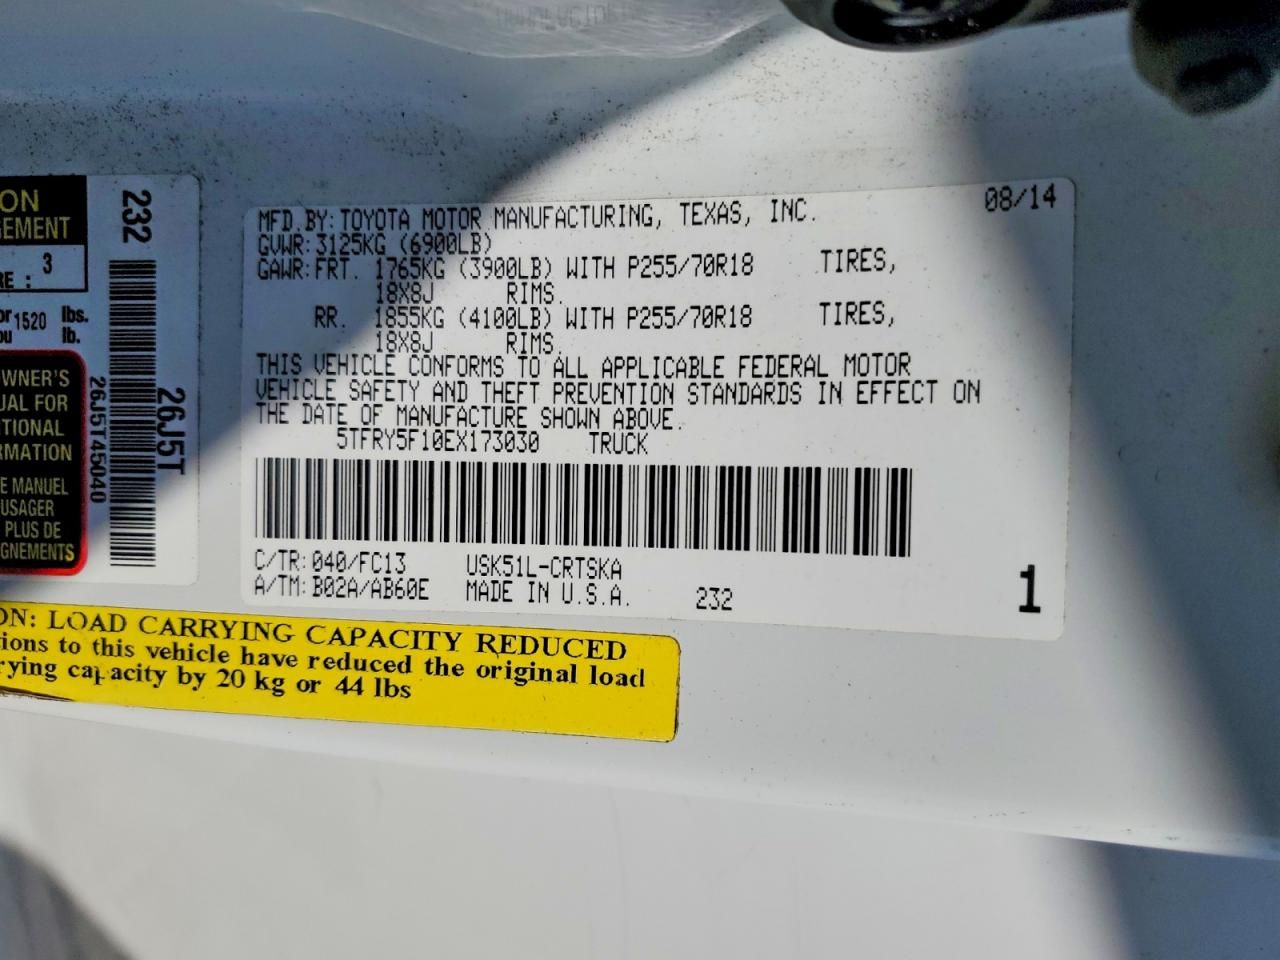 MFD.BY: TOYOTA MOTOR MANUFACTURING, TEXAS, INC. 08/14
GVWR: 3125KG (6900LB)
GAWR: FRT. 1765KG (3900LB) WITH P255/70R18 TIRES,
18X8J RIMS.
RR. 1855KG (4100LB) WITH P255/70R18 TIRES,
18X8J RIMS.
THIS VEHICLE CONFORMS TO ALL APPLICABLE FEDERAL MOTOR
VEHICLE SAFETY AND THEFT PREVENTION STANDARDS IN EFFECT ON
THE DATE OF MANUFACTURE SHOWN ABOVE.
5TFRY5F10EX173030 TRUCK
C/TR: 040/FC13 USK51L-CRTSKA
A/TM: B02A/AB60E MADE IN U.S.A. 232
1
ON
GEMENT
RE : 3
or 1520 lbs.
ou lb.
WNER'S
UAL FOR
TIONAL
RMATION
E MANUEL
USAGER
PLUS DE
GNEMENTS
232
26J5T
26J5T45040
ON: LOAD CARRYING CAPACITY REDUCED
tions to this vehicle have reduced the original load
rying capacity by 20 kg or 44 lbs